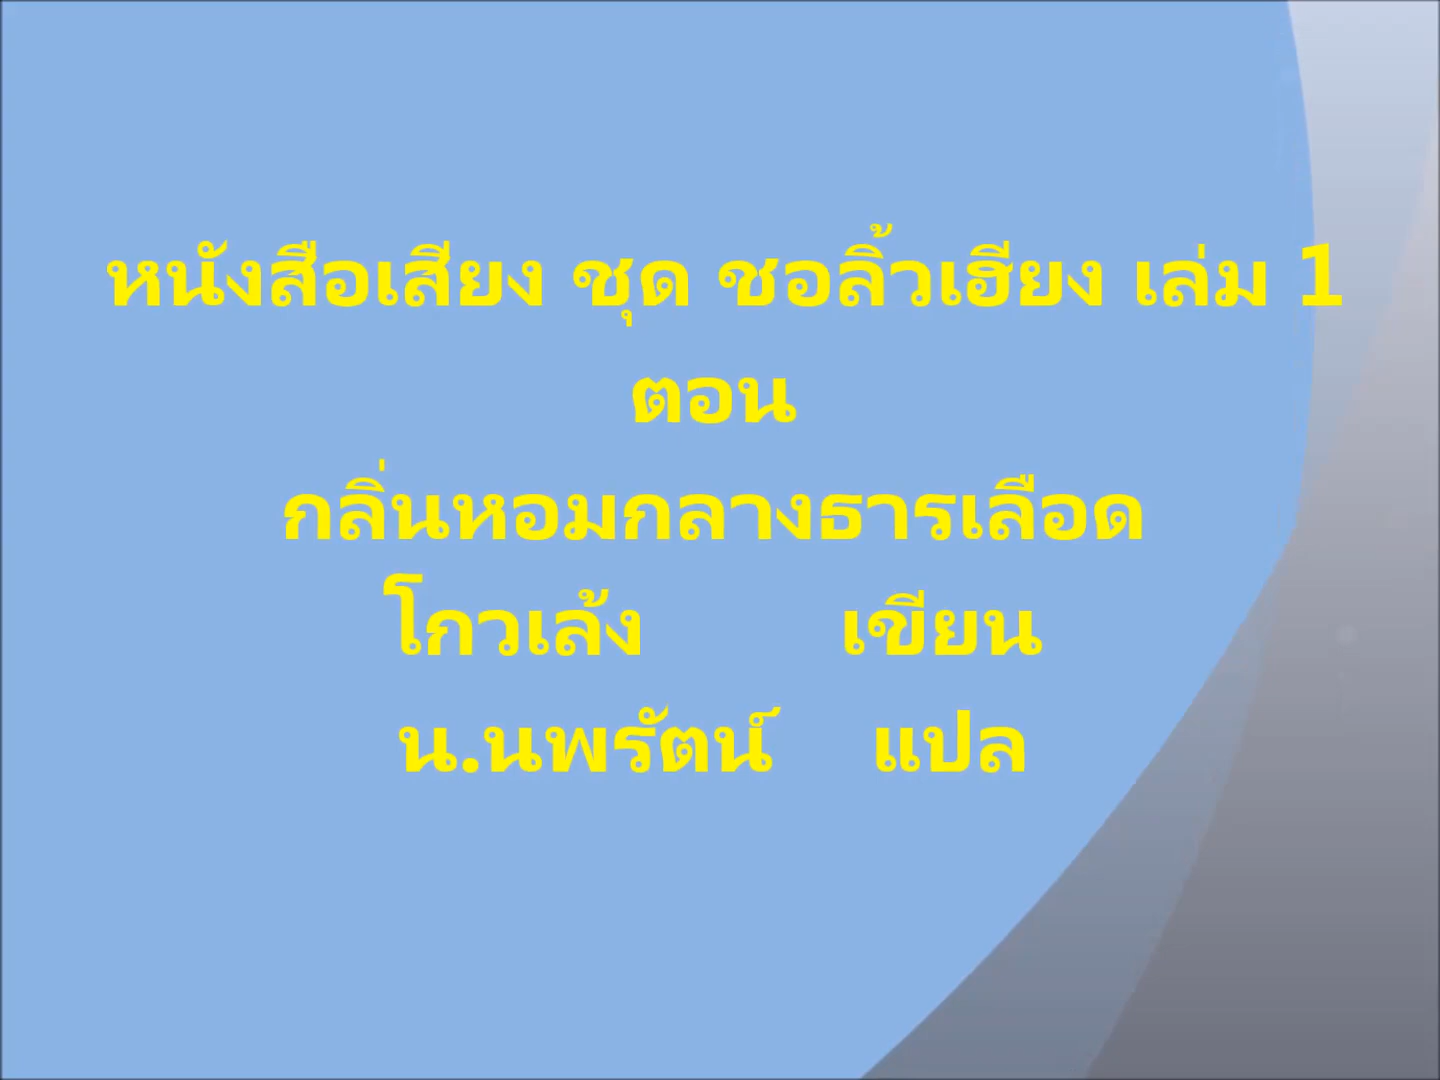 หนังสือเสียง ชุด ชอลิ้วเฮียง เล่ม 1
ตอน
กลิ่นหอมกลางธารเลือด
โกวเล้ง เขียน
น.นพรัตน์ แปล